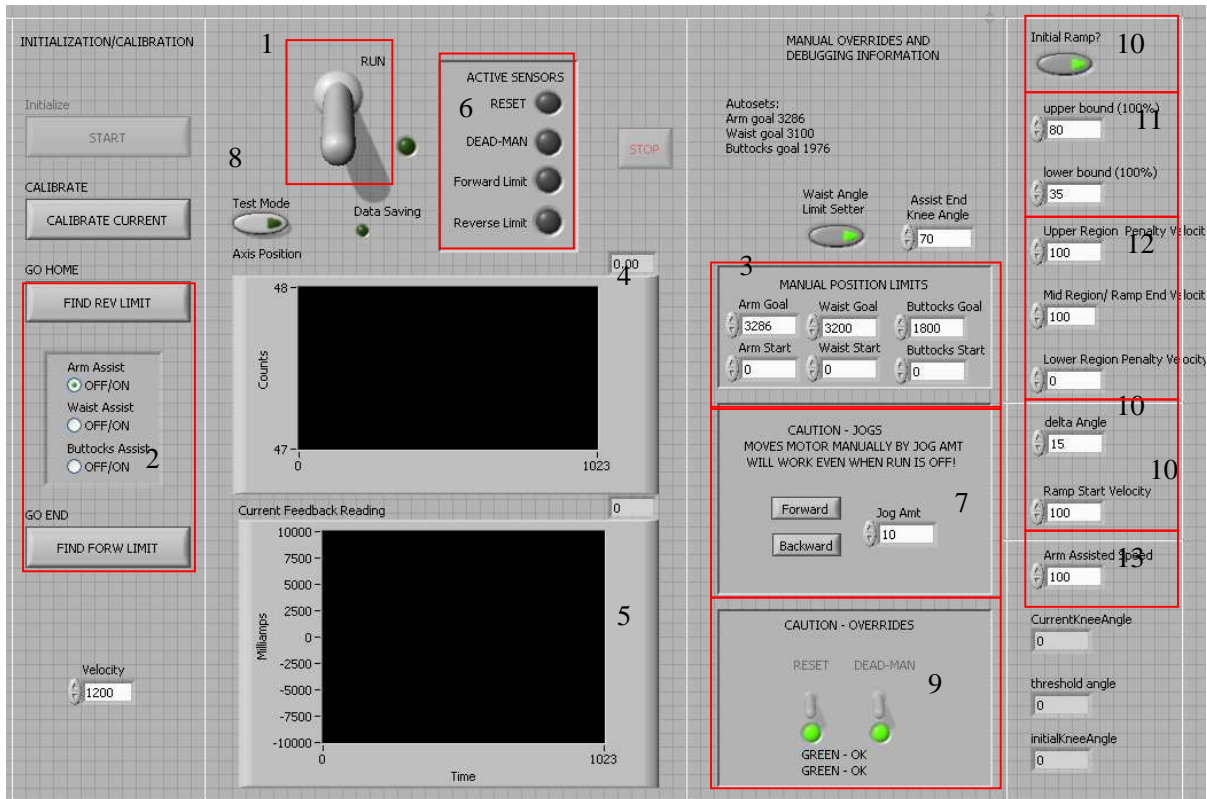 INITIALIZATION/CALIBRATION
Initialize
START
CALIBRATE
CALIBRATE CURRENT
GO HOME
FIND REV LIMIT
Arm Assist
OFF/ON
Waist Assist
OFF/ON
Buttocks Assist
OFF/ON
2
GO END
FIND FORW LIMIT
Velocity
1200
1
RUN
8
Test Mode
Data Saving
ACTIVE SENSORS
6
RESET
DEAD-MAN
Forward Limit
Reverse Limit
STOP
Axis Position
0.00
4
48
Counts
47
0
1023
Current Feedback Reading
0
10000
7500
5000
2500
0
-2500
-5000
-7500
-10000
Milliamps
5
0
1023
Time
MANUAL OVERRIDES AND
DEBUGGING INFORMATION
Autosets:
Arm goal 3286
Waist goal 3100
Buttocks goal 1976
Waist Angle
Limit Setter
Assist End
Knee Angle
70
3
MANUAL POSITION LIMITS
Arm Goal Waist Goal Buttocks Goal
3286 3200 1800
Arm Start Waist Start Buttocks Start
0 0 0
CAUTION - JOGS
MOVES MOTOR MANUALLY BY JOG AMT
WILL WORK EVEN WHEN RUN IS OFF!
Forward
Backward
Jog Amt
10
7
CAUTION - OVERRIDES
RESET DEAD-MAN
9
GREEN - OK
GREEN - OK
Initial Ramp?
10
upper bound (100%)
80
11
lower bound (100%)
35
Upper Region Penalty Velocit
100
12
Mid Region/ Ramp End Velocit
100
Lower Region Penalty Velocity
0
10
delta Angle
15
10
Ramp Start Velocity
100
Arm Assisted Speed
100
13
CurrentKneeAngle
0
threshold angle
0
initialKneeAngle
0